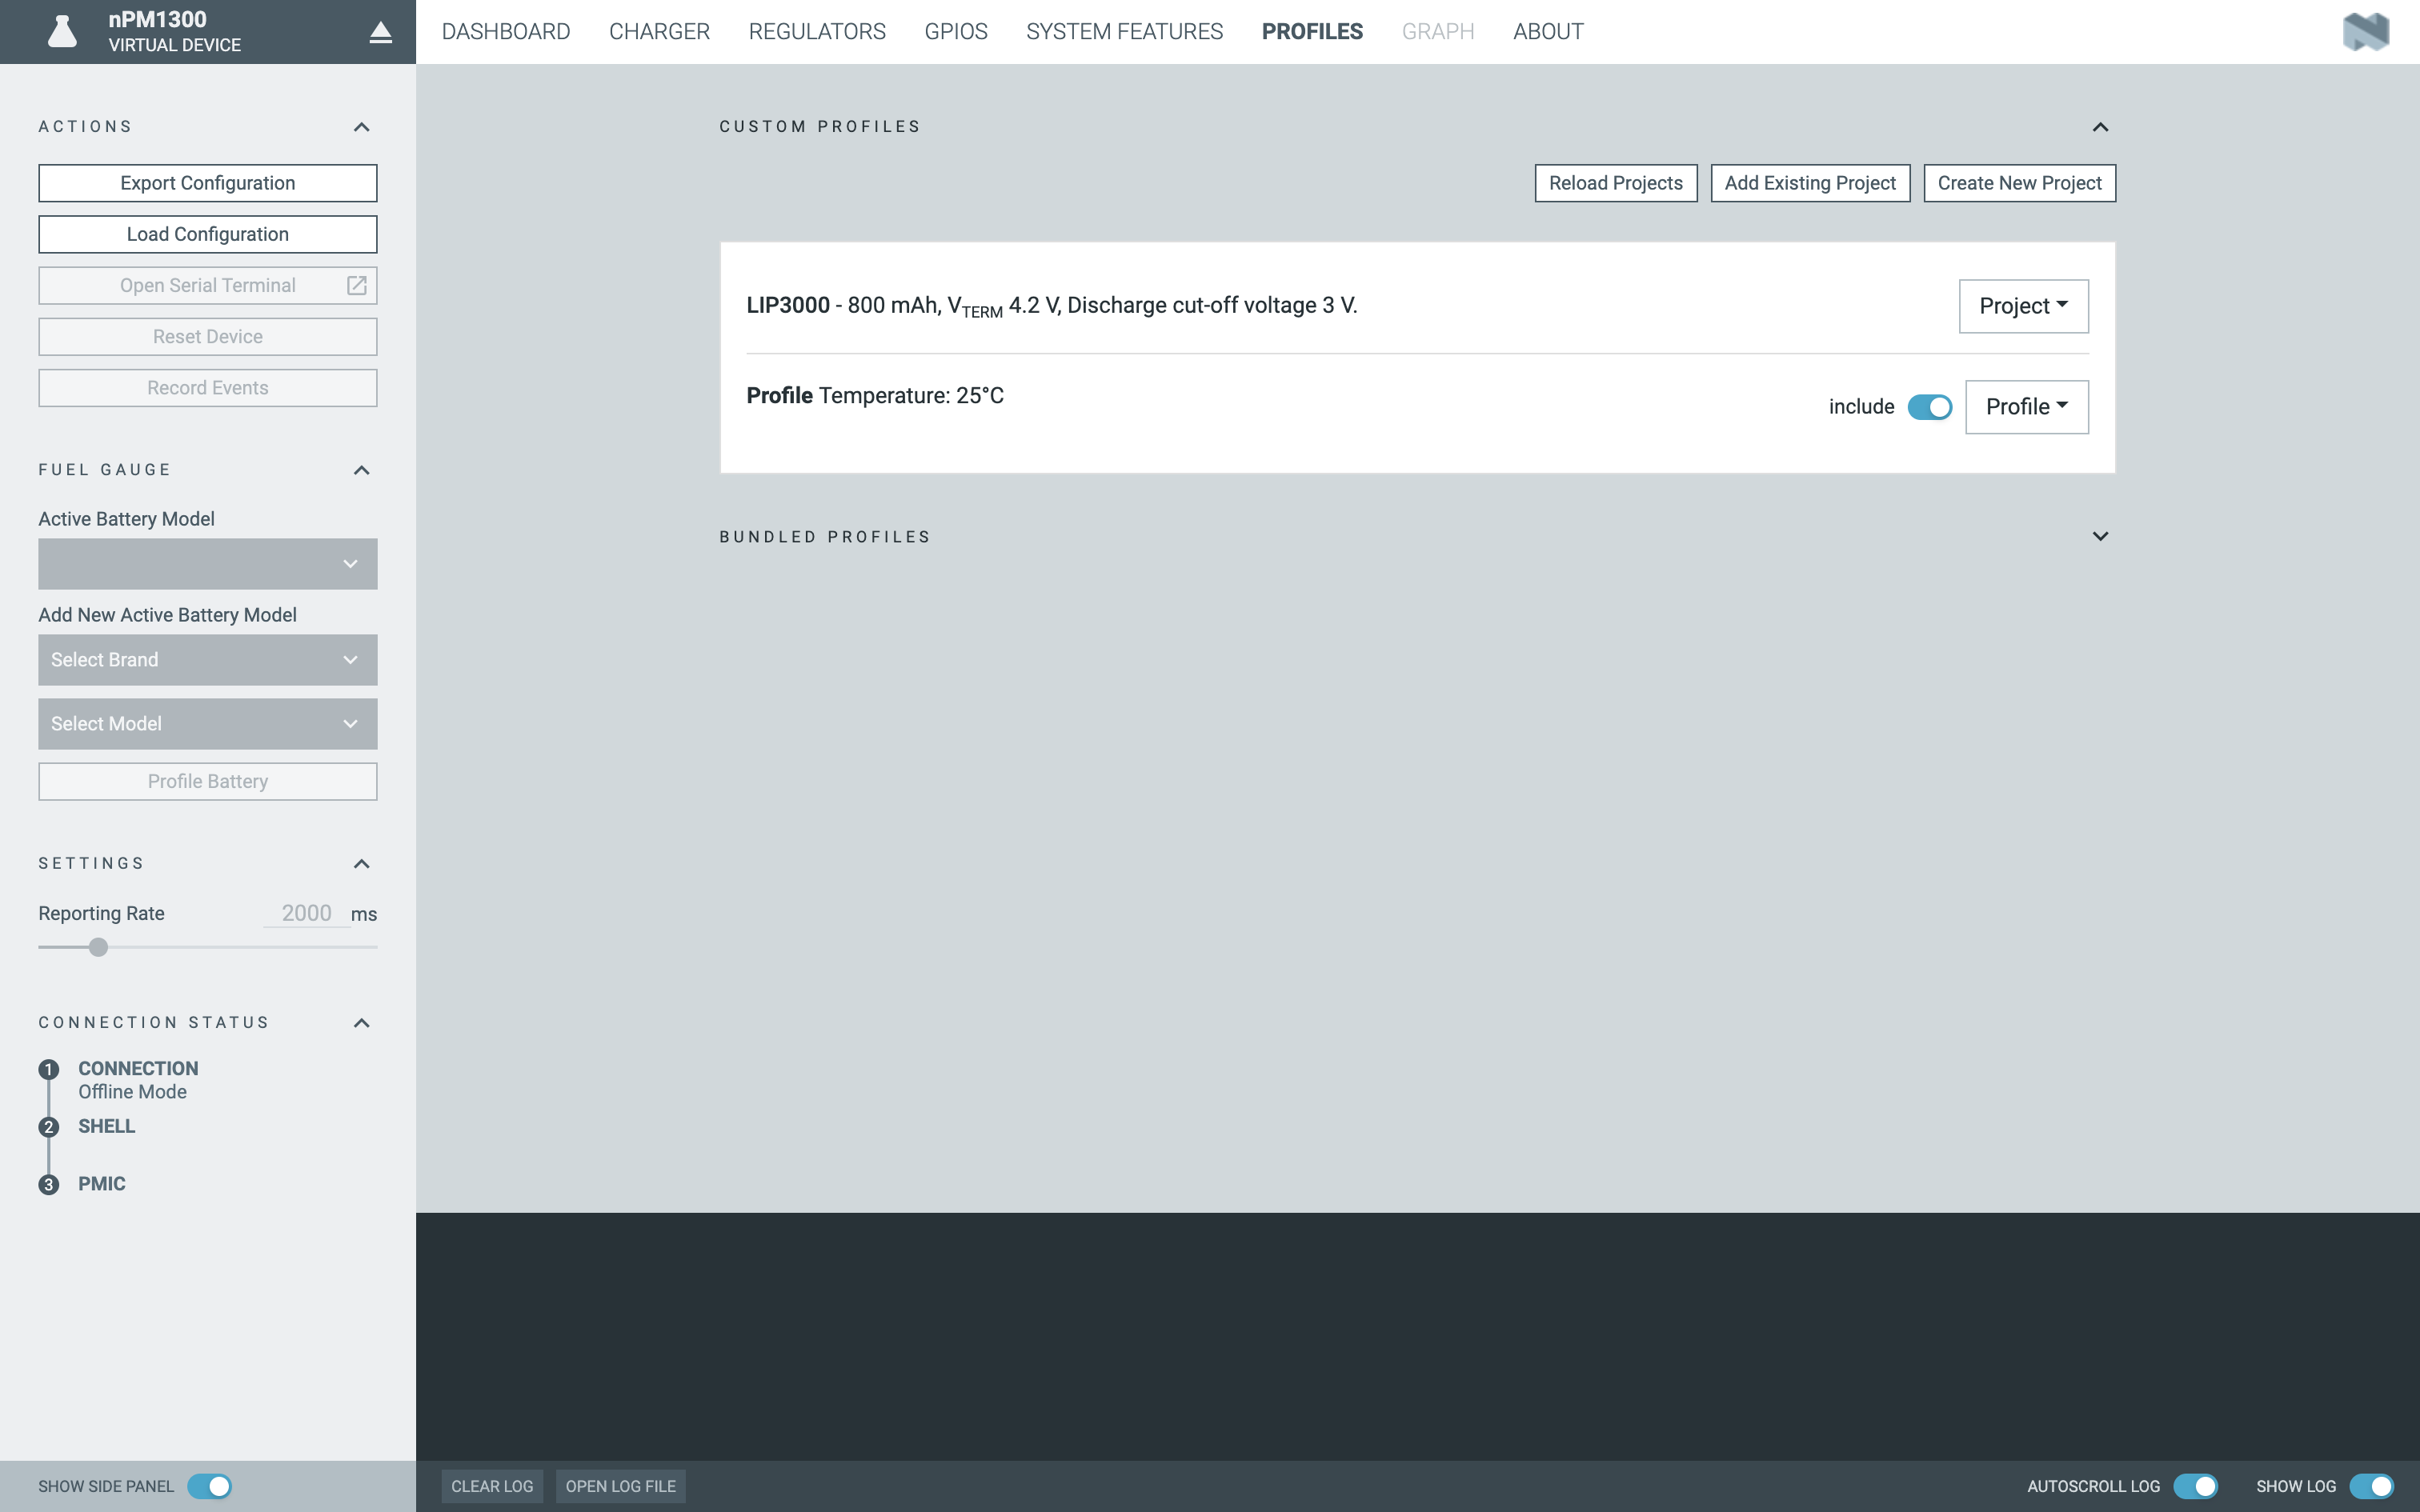 nPM1300
VIRTUAL DEVICE
DASHBOARD
CHARGER
REGULATORS
GPIOS
SYSTEM FEATURES
PROFILES
GRAPH
ABOUT
ACTIONS
Export Configuration
Load Configuration
Open Serial Terminal
Reset Device
Record Events
FUEL GAUGE
Active Battery Model
Add New Active Battery Model
Select Brand
Select Model
Profile Battery
SETTINGS
Reporting Rate 2000 ms
CONNECTION STATUS
1 CONNECTION
Offline Mode
2 SHELL
3 PMIC
SHOW SIDE PANEL
CUSTOM PROFILES
Reload Projects
Add Existing Project
Create New Project
LIP3000 - 800 mAh, VTERM 4.2 V, Discharge cut-off voltage 3 V.
Project
Profile Temperature: 25°C
include
Profile
BUNDLED PROFILES
CLEAR LOG
OPEN LOG FILE
AUTOSCROLL LOG
SHOW LOG